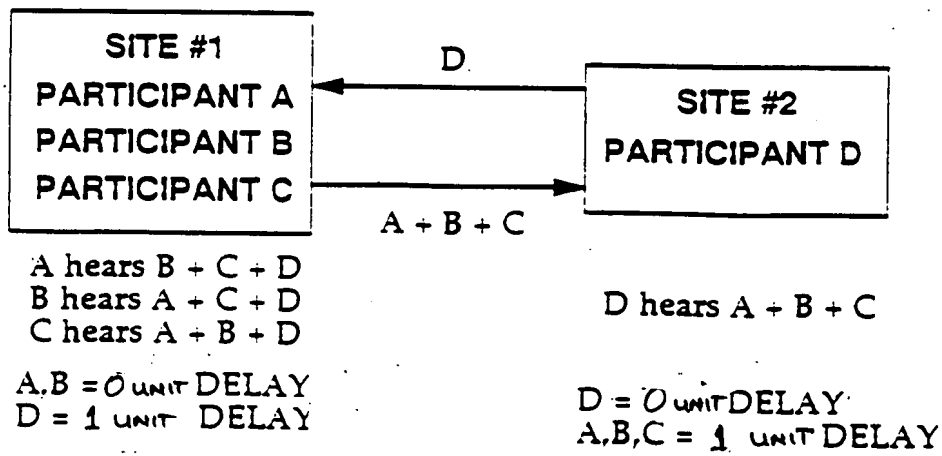 SITE #1
PARTICIPANT A
PARTICIPANT B
PARTICIPANT C
D
SITE #2
PARTICIPANT D
A + B + C
A hears B + C + D
B hears A + C + D
C hears A + B + D
A,B = 0 UNIT DELAY
D = 1 UNIT DELAY
D hears A + B + C
D = 0 UNIT DELAY
A,B,C = 1 UNIT DELAY